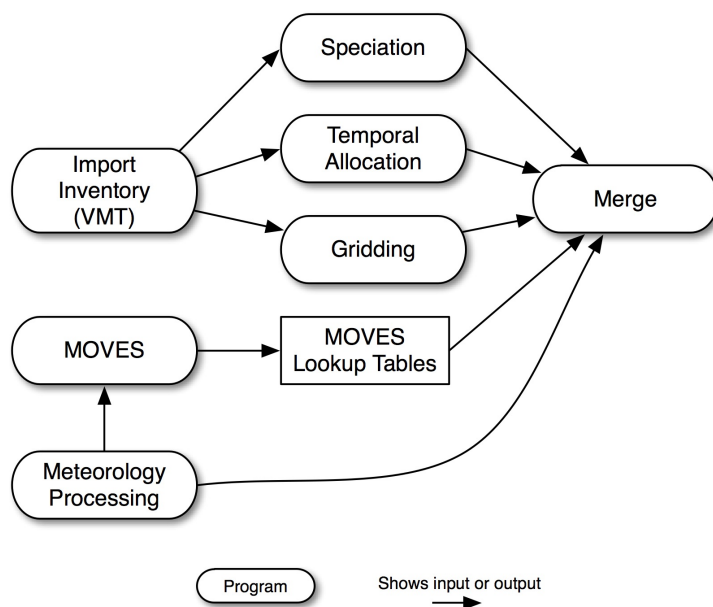 Speciation
Temporal
Allocation
Import
Inventory
(VMT)
Merge
Gridding
MOVES
MOVES
Lookup Tables
Meteorology
Processing
Program
Shows input or output